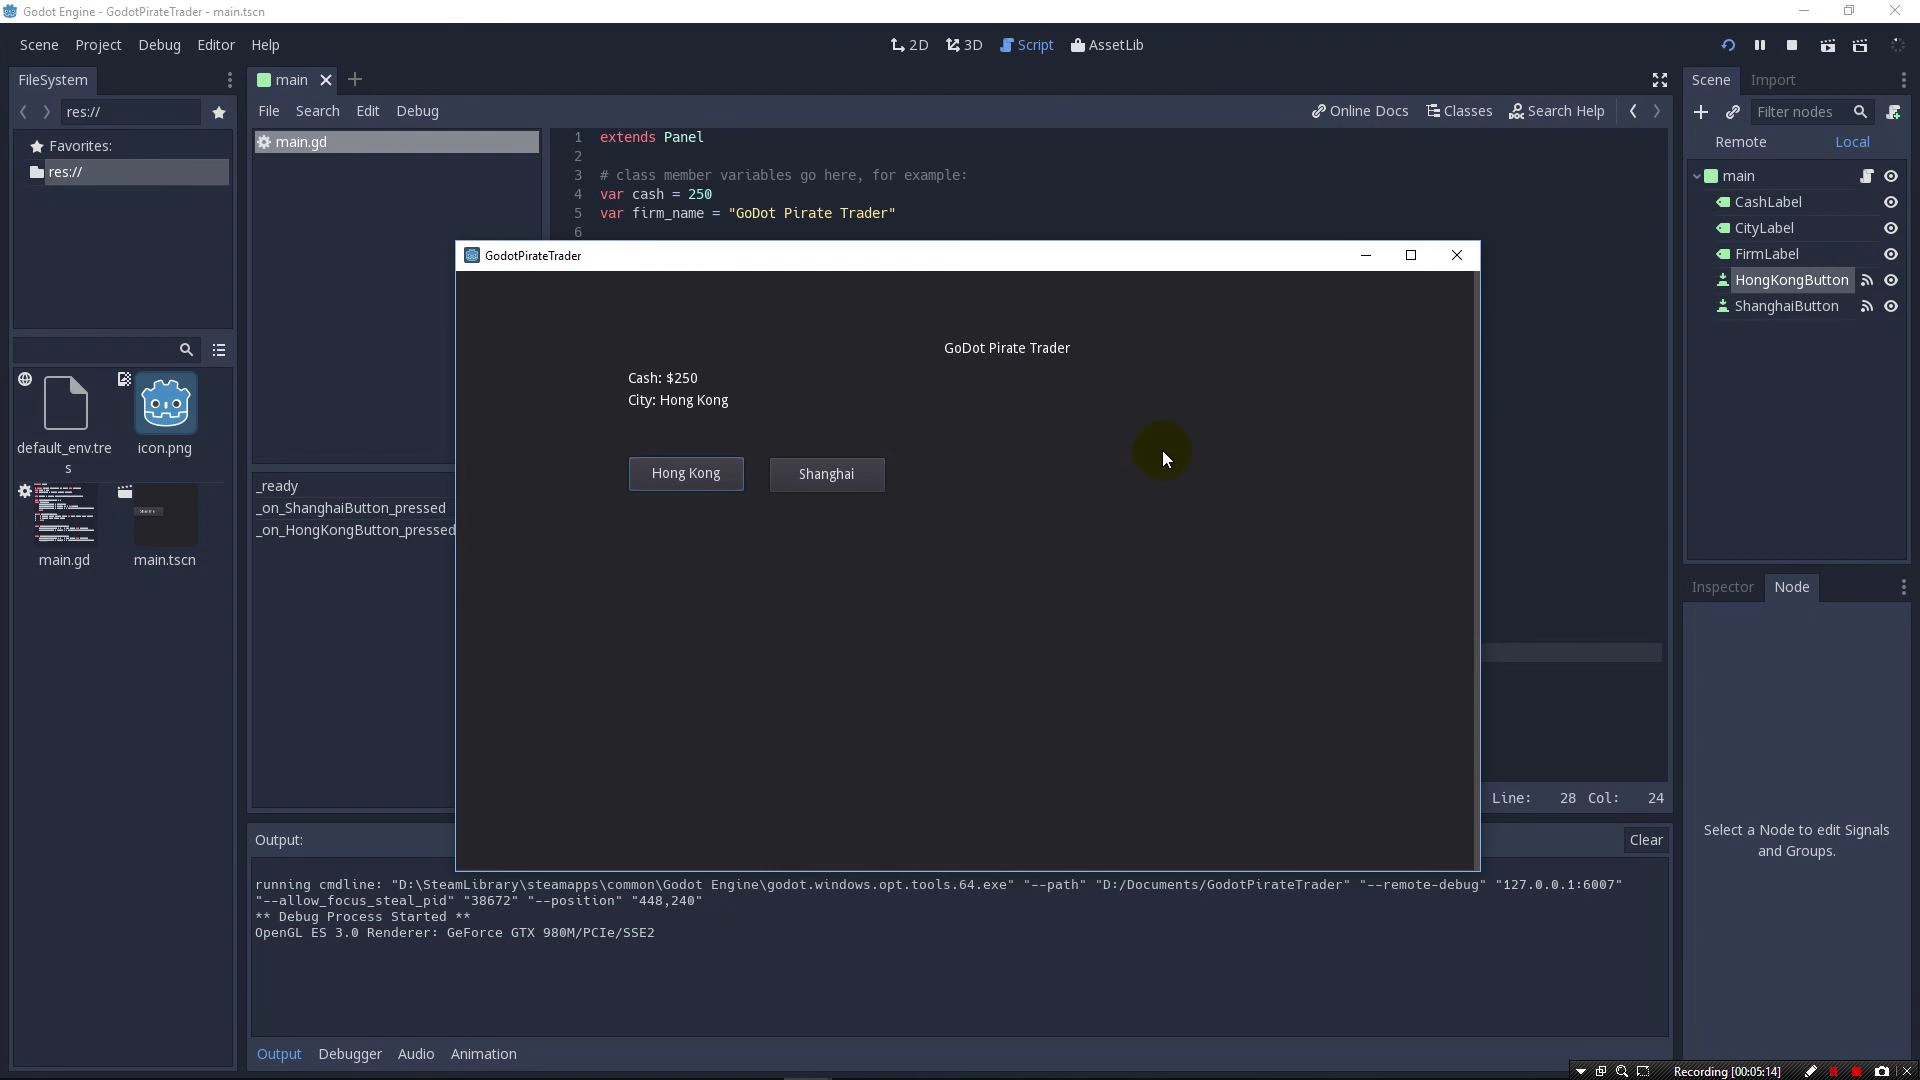 Godot Engine - GodotPirateTrader - main.tscn
Scene Project Debug Editor Help
2D 3D Script AssetLib
FileSystem
main
Scene Import
res://
File Search Edit Debug
Online Docs Classes Search Help
Filter nodes
Favorites:
res://
main.gd
Remote Local
1 extends Panel
2
3 # class member variables go here, for example:
4 var cash = 250
5 var firm_name = "GoDot Pirate Trader"
6
main
CashLabel
CityLabel
FirmLabel
HongKongButton
ShanghaiButton
GodotPirateTrader
GoDot Pirate Trader
Cash: $250
City: Hong Kong
Hong Kong Shanghai
default_env.tre
s
icon.png
main.gd
main.tscn
_ready
_on_ShanghaiButton_pressed
_on_HongKongButton_pressed
Inspector Node
Select a Node to edit Signals
and Groups.
Line: 28 Col: 24
Output:
Clear
running cmdline: "D:\SteamLibrary\steamapps\common\Godot Engine\godot.windows.opt.tools.64.exe" "--path" "D:/Documents/GodotPirateTrader" "--remote-debug" "127.0.0.1:6007"
"--allow_focus_steal_pid" "38672" "--position" "448,240"
** Debug Process Started **
OpenGL ES 3.0 Renderer: GeForce GTX 980M/PCIe/SSE2
Output Debugger Audio Animation
Recording [00:05:14]